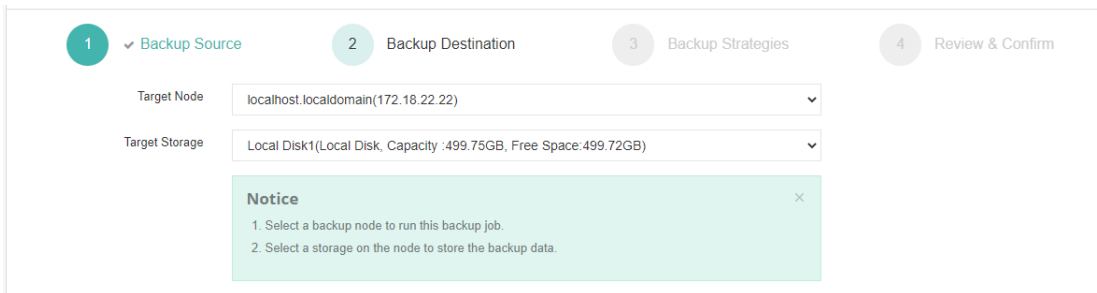 1 Backup Source 2 Backup Destination 3 Backup Strategies 4 Review & Confirm
Target Node localhost.localdomain(172.18.22.22)
Target Storage Local Disk1(Local Disk, Capacity :499.75GB, Free Space:499.72GB)
Notice
1. Select a backup node to run this backup job.
2. Select a storage on the node to store the backup data.